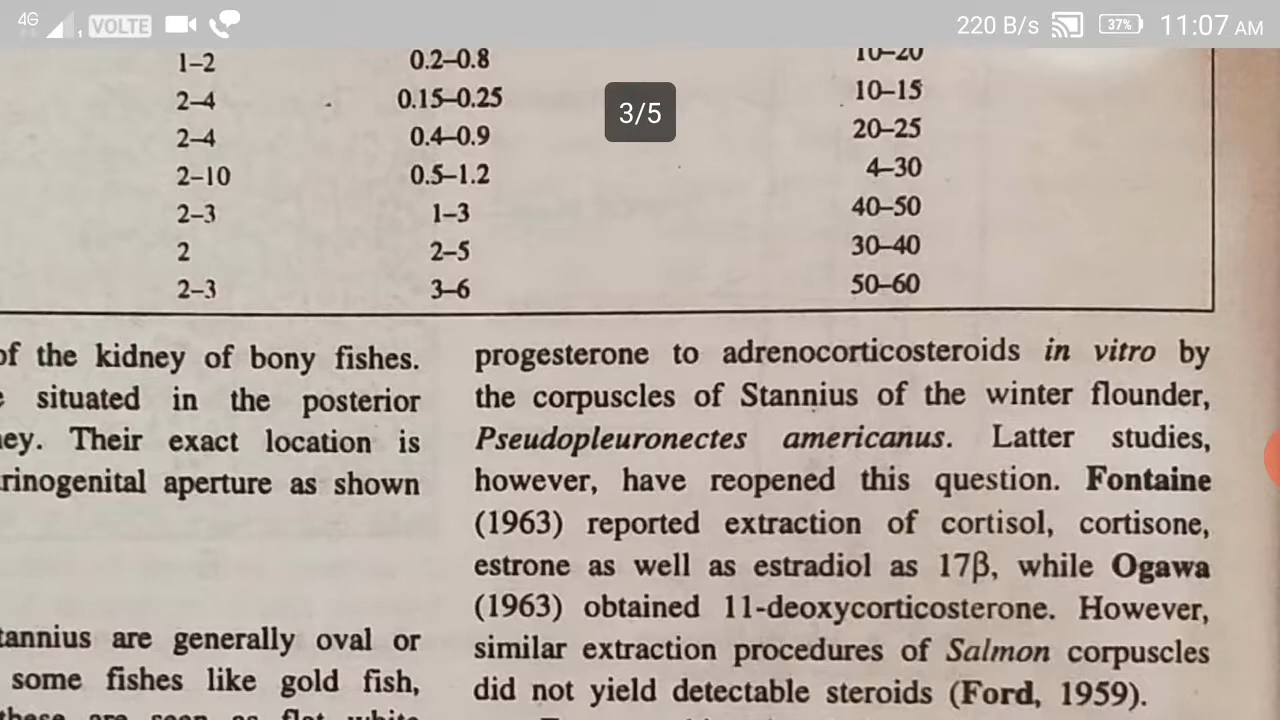 4G VOLTE 220 B/s 37% 11:07 AM
3/5
1–2 0.2–0.8 10–20
2–4 0.15–0.25 10–15
2–4 0.4–0.9 20–25
2–10 0.5–1.2 4–30
2–3 1–3 40–50
2 2–5 30–40
2–3 3–6 50–60
of the kidney of bony fishes.
situated in the posterior
Their exact location is
aperture as shown
are generally oval or
some fishes like gold fish,
progesterone to adrenocorticosteroids in vitro by
the corpuscles of Stannius of the winter flounder,
Pseudopleuronectes americanus. Latter studies,
however, have reopened this question. Fontaine
(1963) reported extraction of cortisol, cortisone,
estrone as well as estradiol as 17β, while Ogawa
(1963) obtained 11-deoxycorticosterone. However,
similar extraction procedures of Salmon corpuscles
did not yield detectable steroids (Ford, 1959).